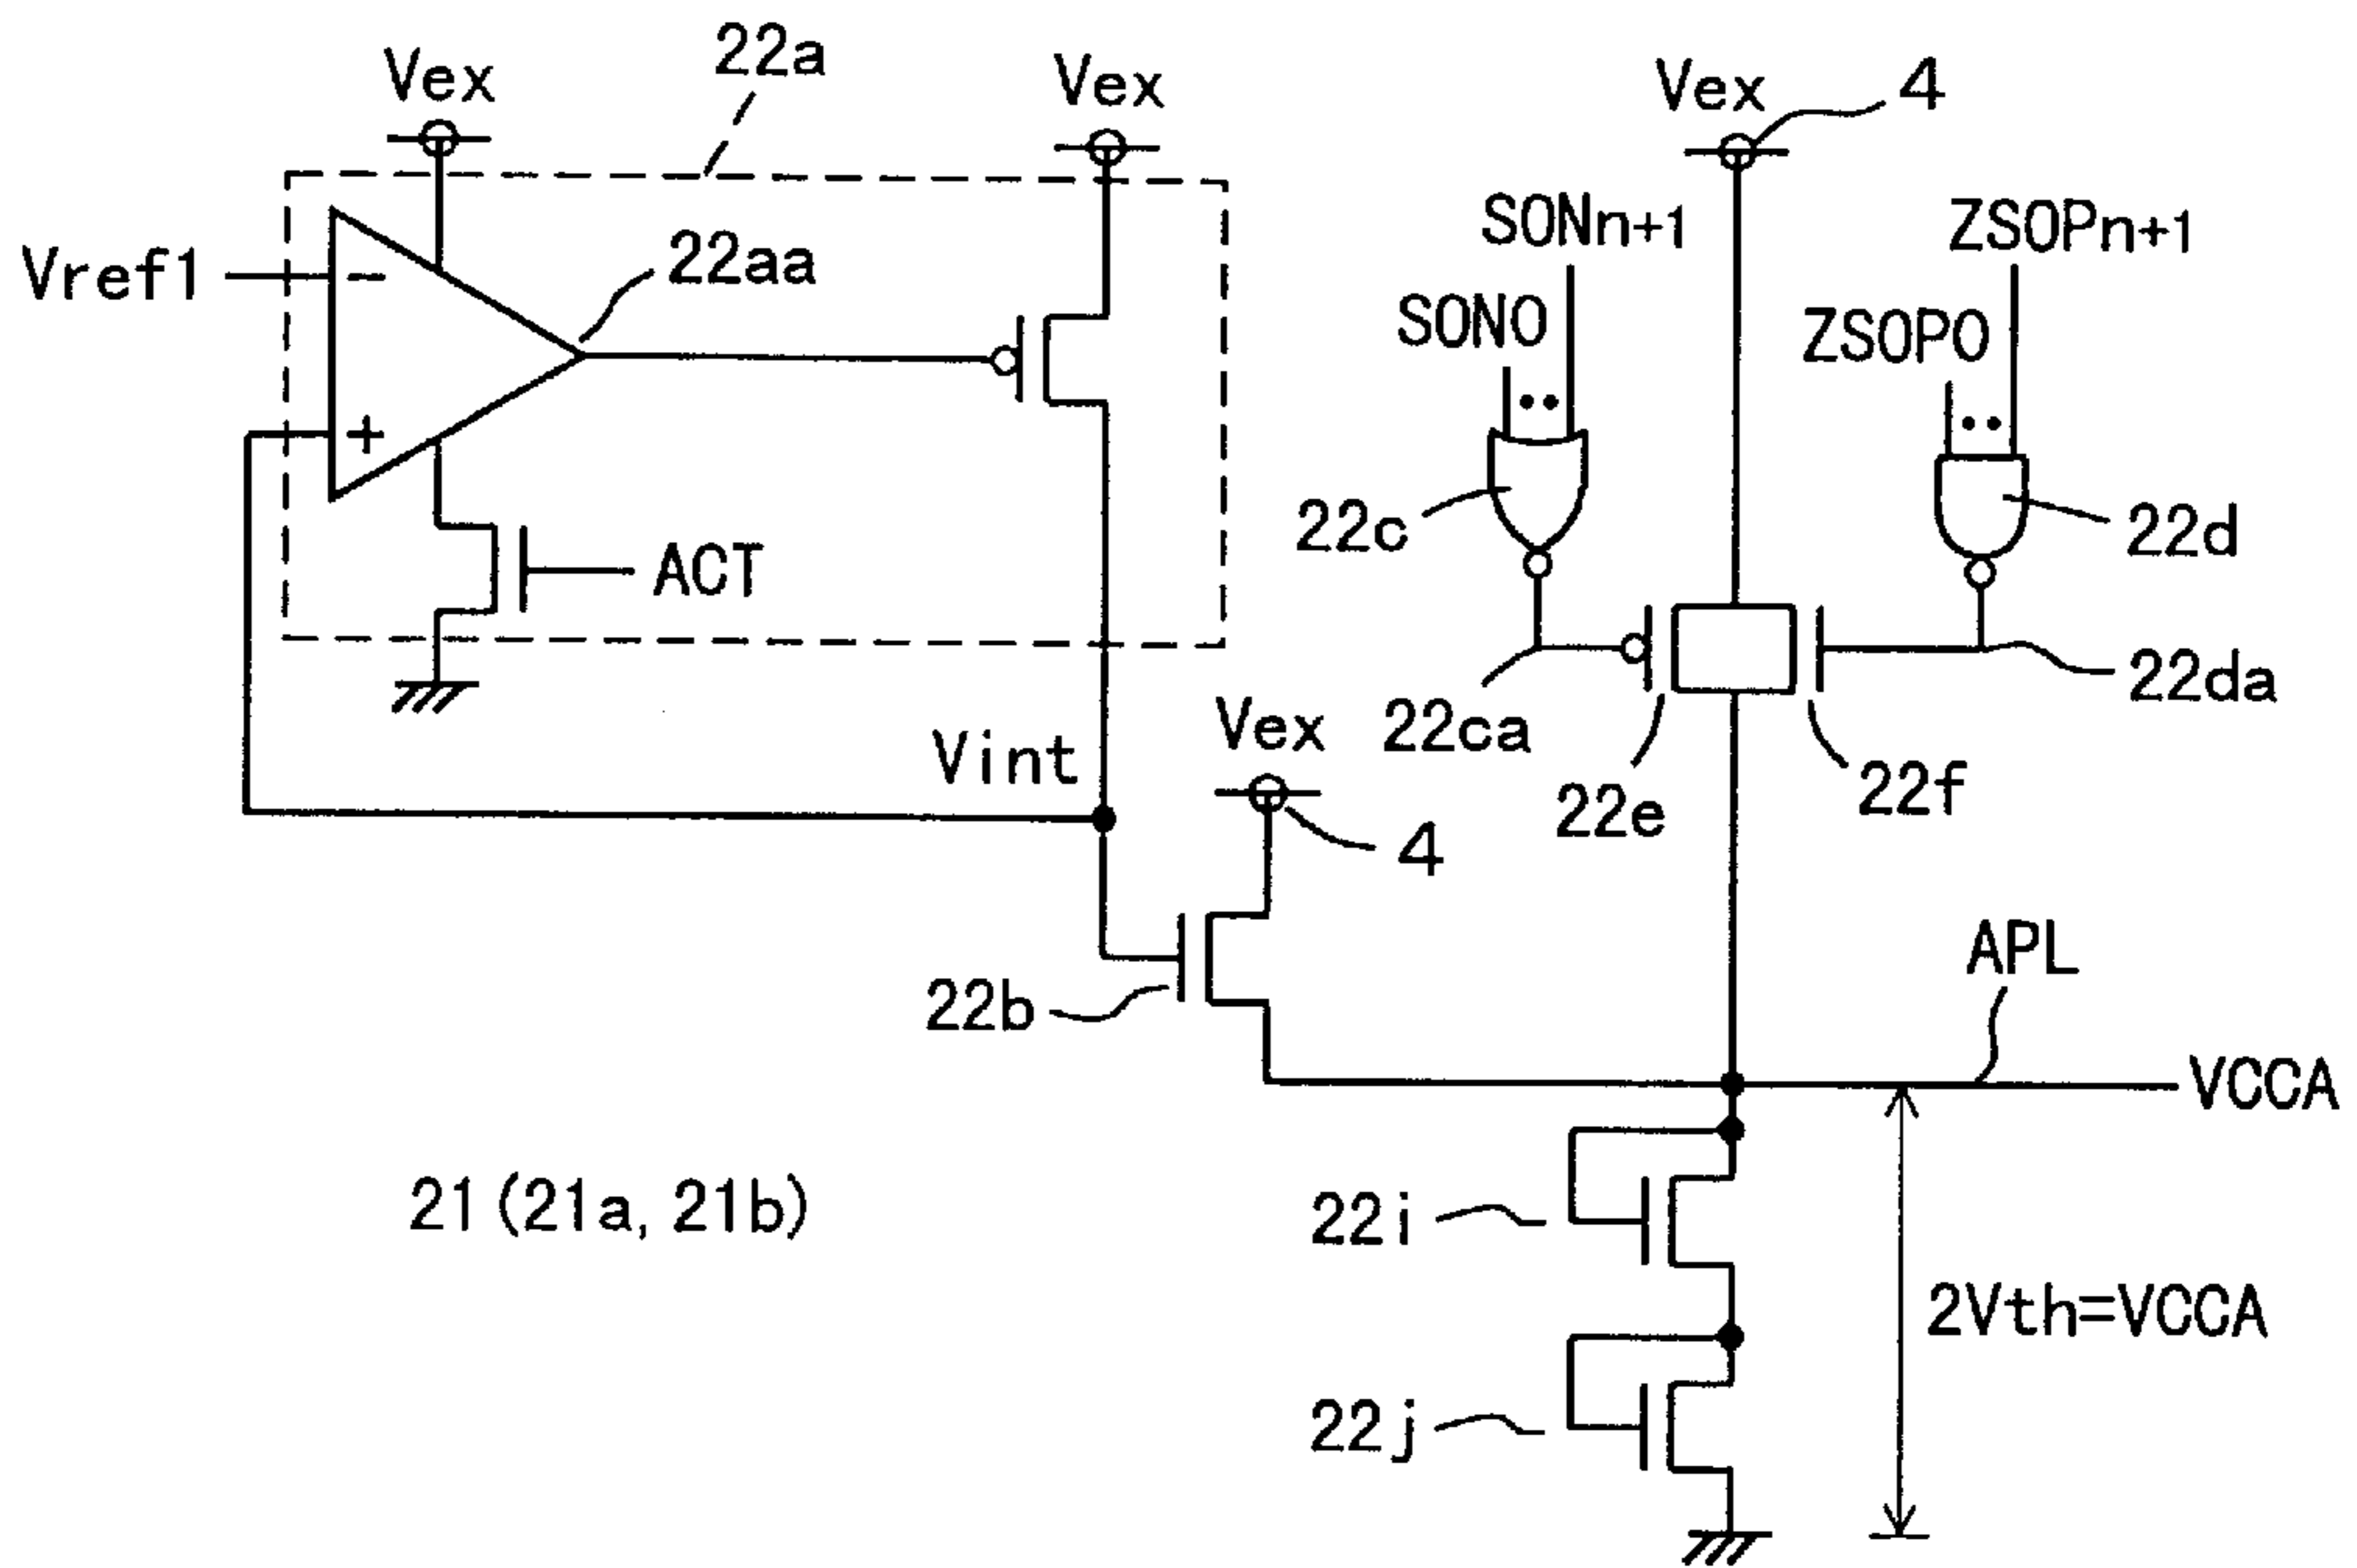 22a
Vex
Vex
Vex
4
SONn+1
ZSOPn+1
Vref1
-
22aa
SON0
ZSOP0
+
22c
22d
ACT
22ca
22da
Vint
Vex
22e
22f
4
22b
APL
VCCA
21(21a, 21b)
22i
2Vth=VCCA
22j